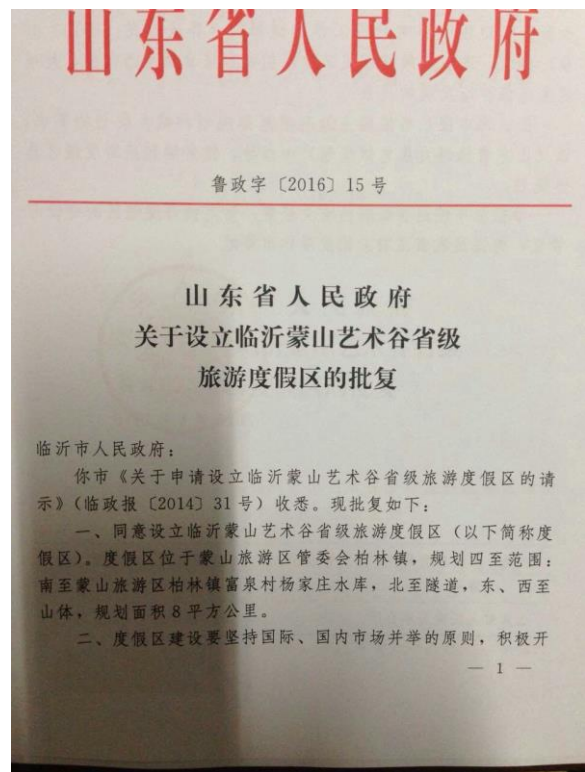 山东省人民政府
鲁政字〔2016〕15号
山东省人民政府
关于设立临沂蒙山艺术谷省级
旅游度假区的批复
临沂市人民政府：
你市《关于申请设立临沂蒙山艺术谷省级旅游度假区的请
示》（临政报〔2014〕31号）收悉。现批复如下：
一、同意设立临沂蒙山艺术谷省级旅游度假区（以下简称度
假区）。度假区位于蒙山旅游区管委会柏林镇，规划四至范围：
南至蒙山旅游区柏林镇富泉村杨家庄水库，北至隧道，东、西至
山体，规划面积8平方公里。
二、度假区建设要坚持国际、国内市场并举的原则，积极开
— 1 —